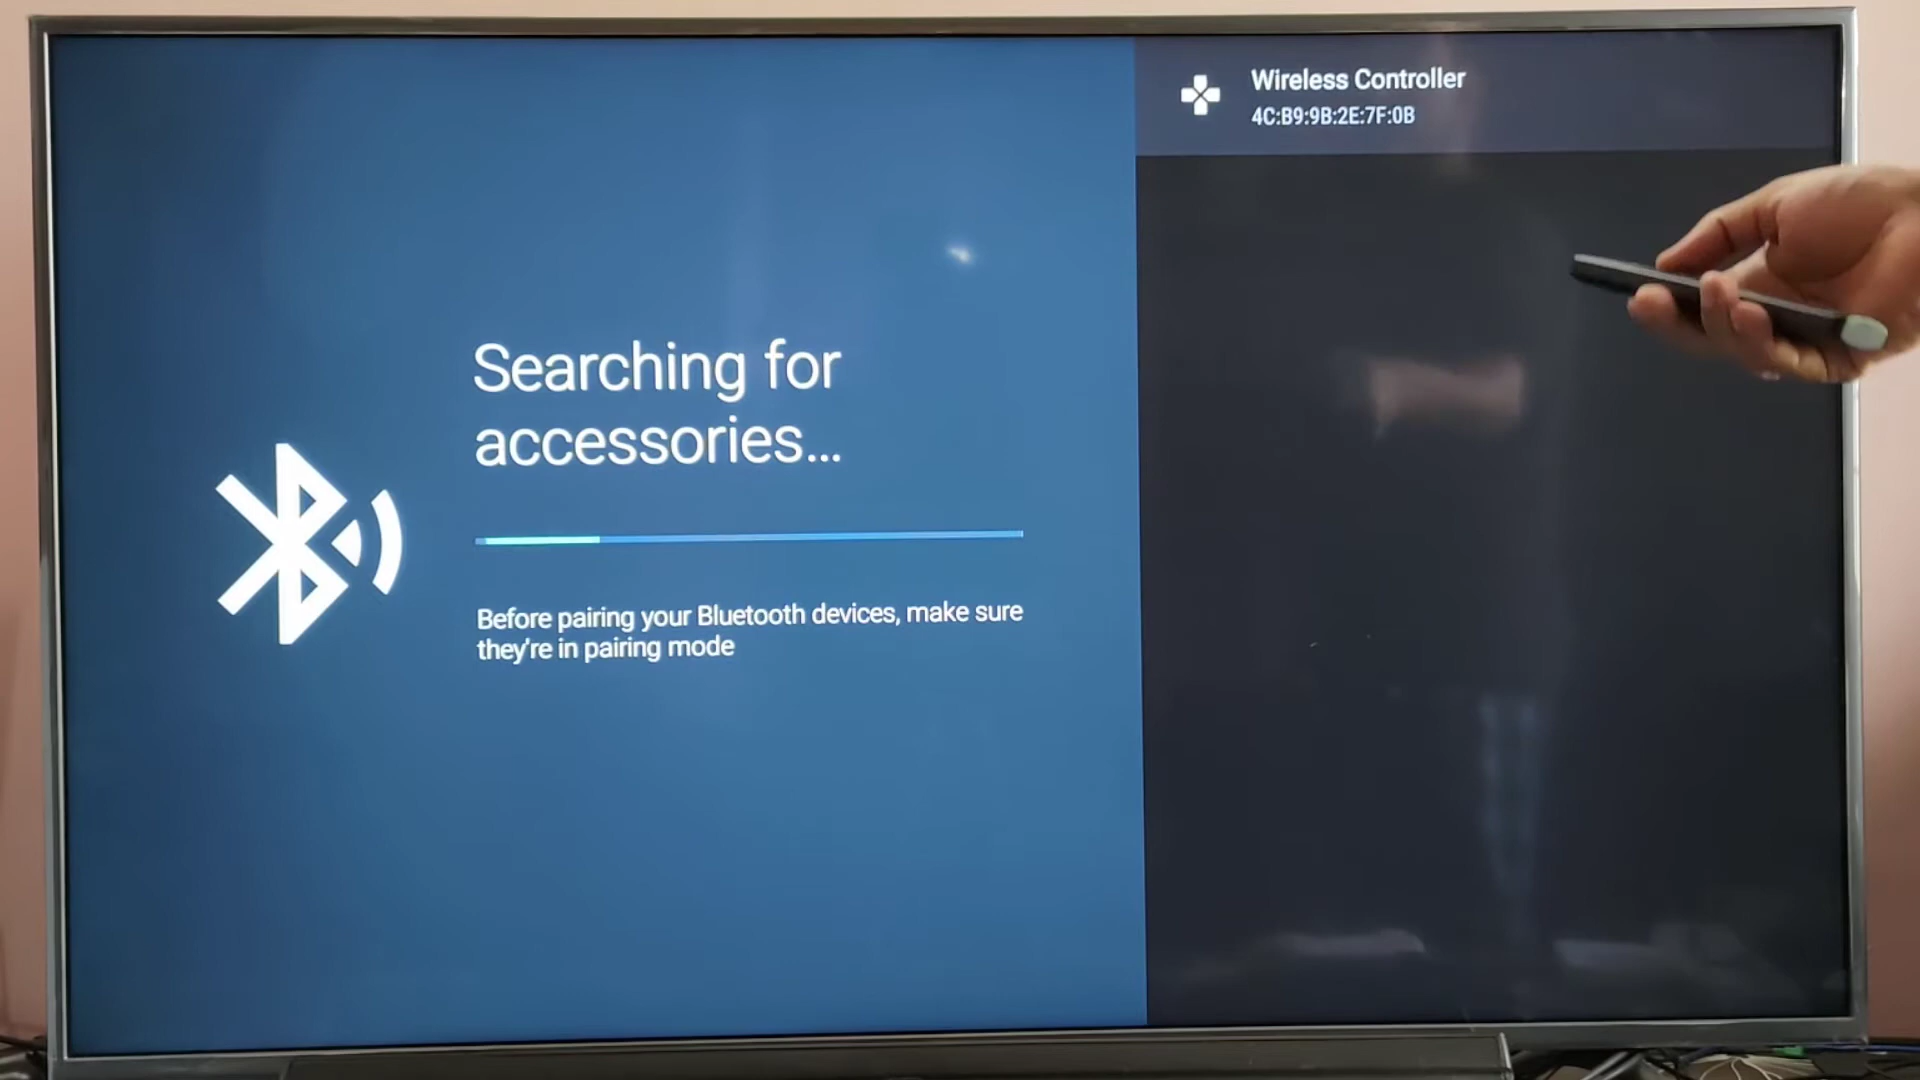 Wireless Controller
4C:B9:9B:2E:7F:0B
Searching for
accessories...
Before pairing your Bluetooth devices, make sure
they're in pairing mode